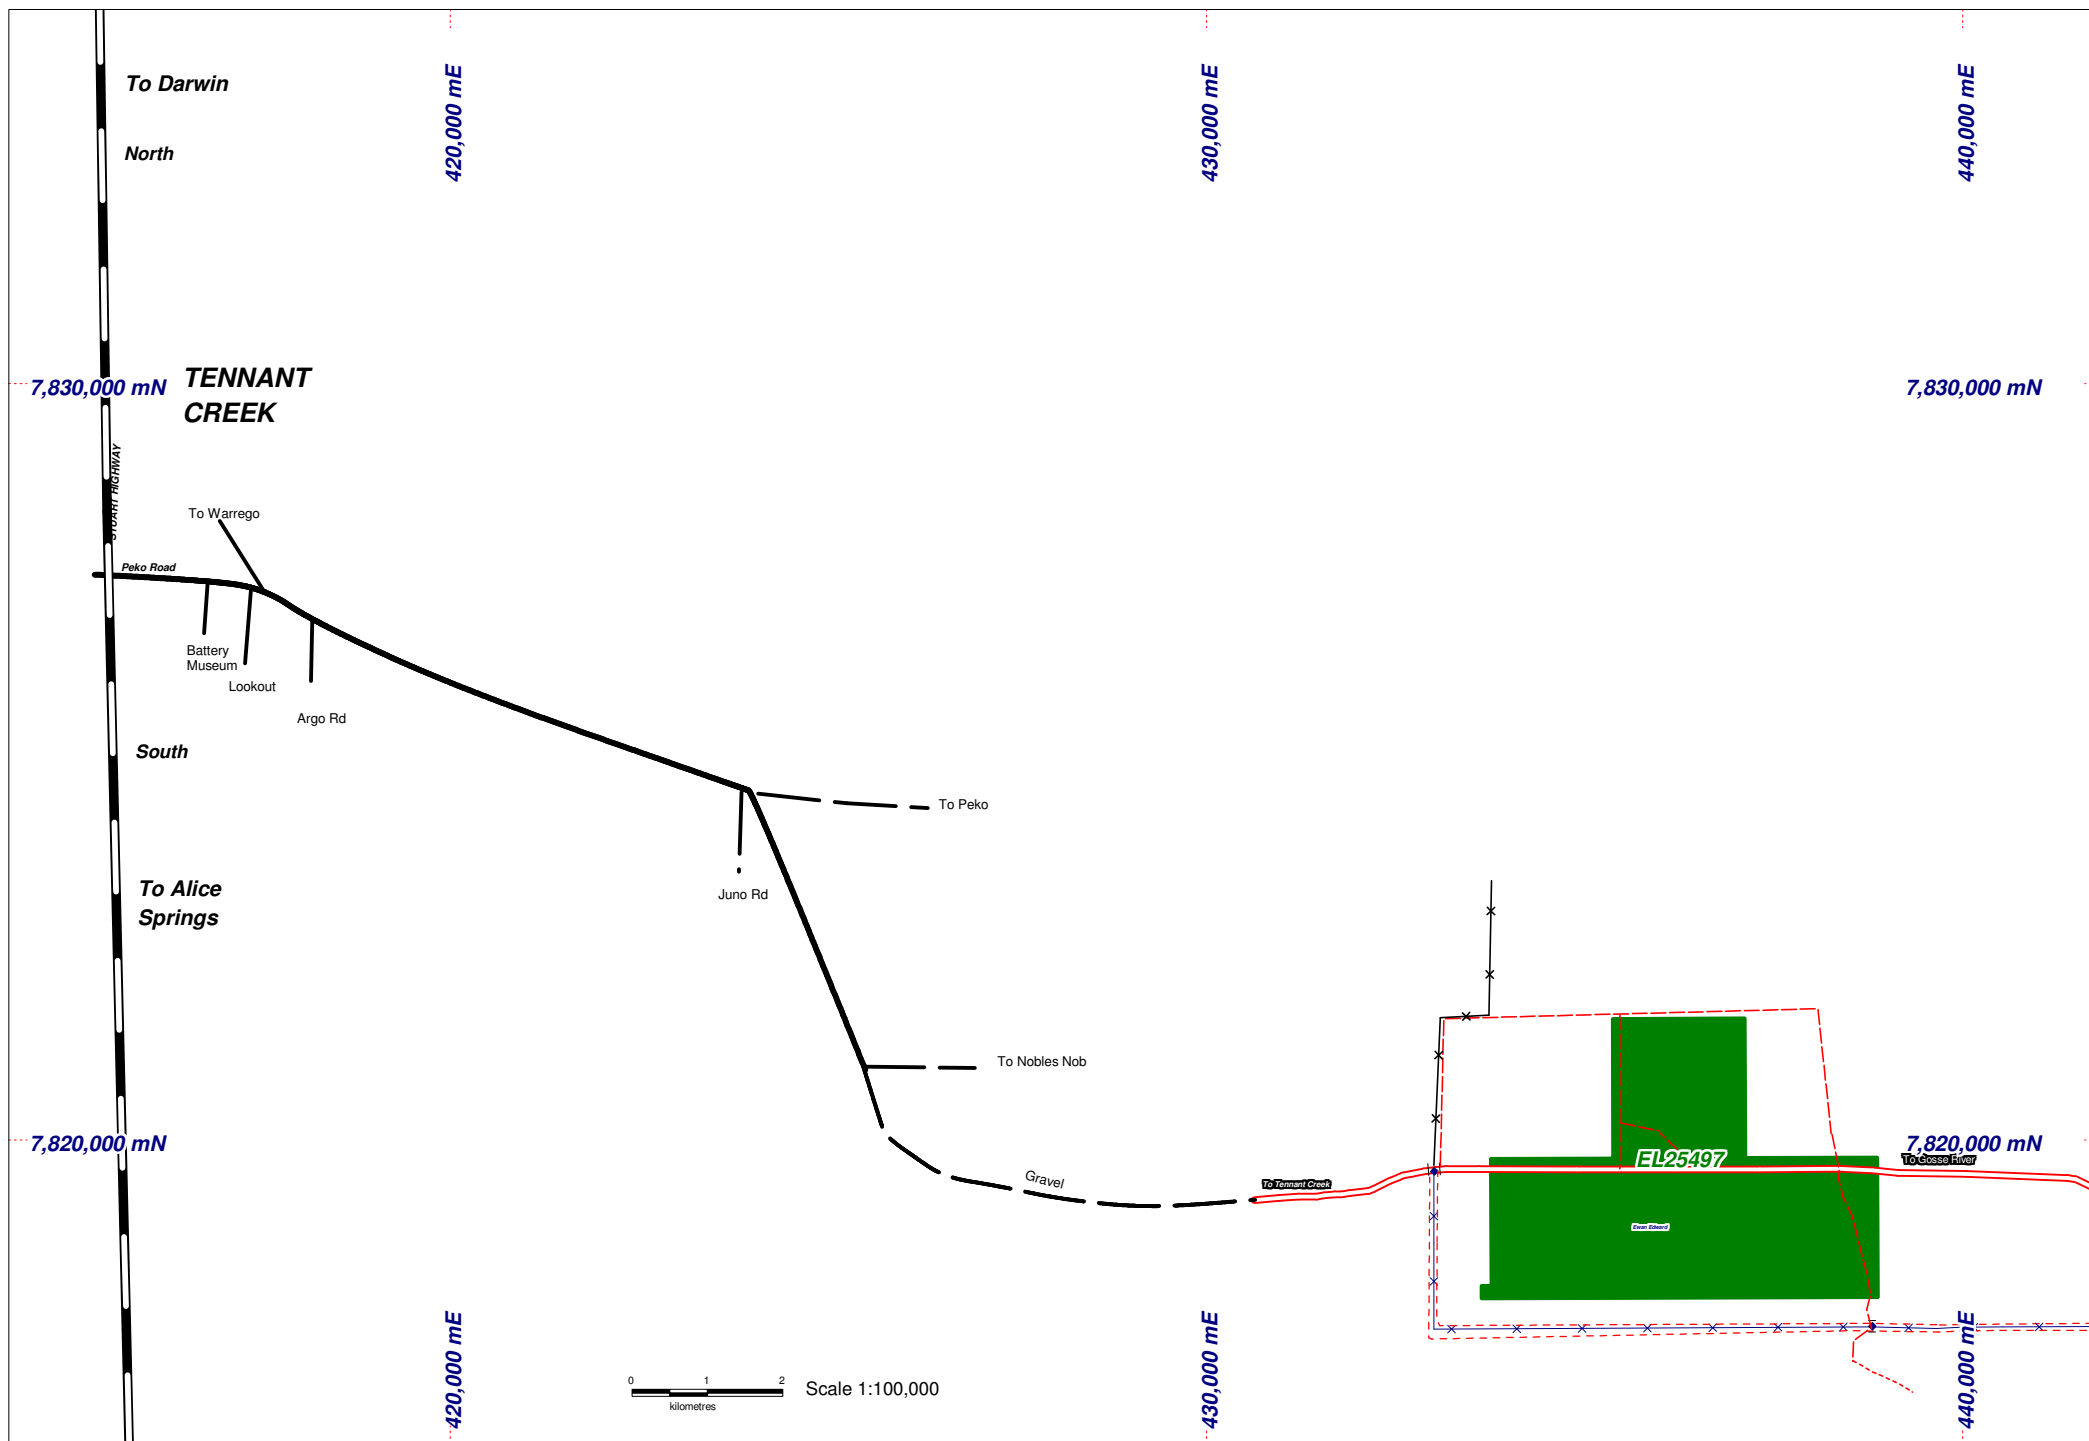 To Darwin
420,000 mE
430,000 mE
440,000 mE
North
TENNANT
CREEK
7,830,000 mN
7,830,000 mN
STUART HIGHWAY
To Warrego
Peko Road
Battery
Museum
Lookout
Argo Rd
South
To Peko
To Alice
Springs
Juno Rd
To Nobles Nob
7,820,000 mN
7,820,000 mN
EL25497
To Gosse River
Gravel
To Tennant Creek
Ewan Edward
420,000 mE
430,000 mE
440,000 mE
0 1 2
Scale 1:100,000
kilometres